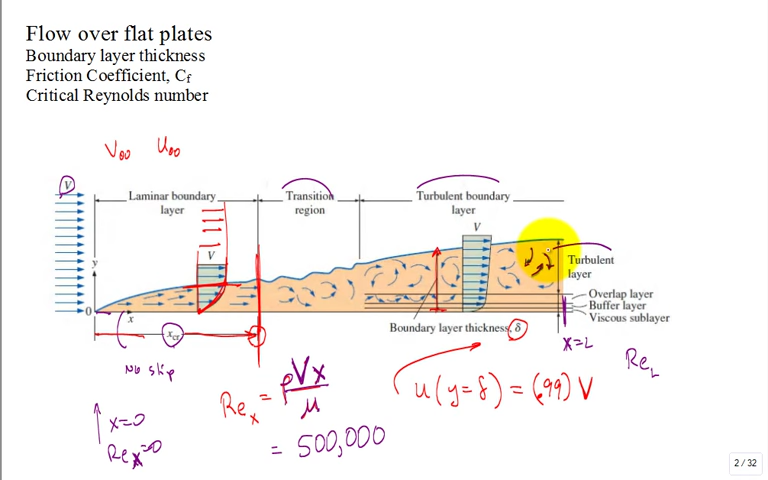 Flow over flat plates
Boundary layer thickness
Friction Coefficient, Cf
Critical Reynolds number
V∞ U∞
V
Laminar boundary layer
Transition region
Turbulent boundary layer
V
V
y
Turbulent layer
Overlap layer
Buffer layer
Viscous sublayer
0
x
xcr
Boundary layer thickness, δ
x=L
No slip
Rex = ρVx/μ
= 500,000
u(y=δ) = (.99) V
ReL
x=0
Rex=0
2 / 32